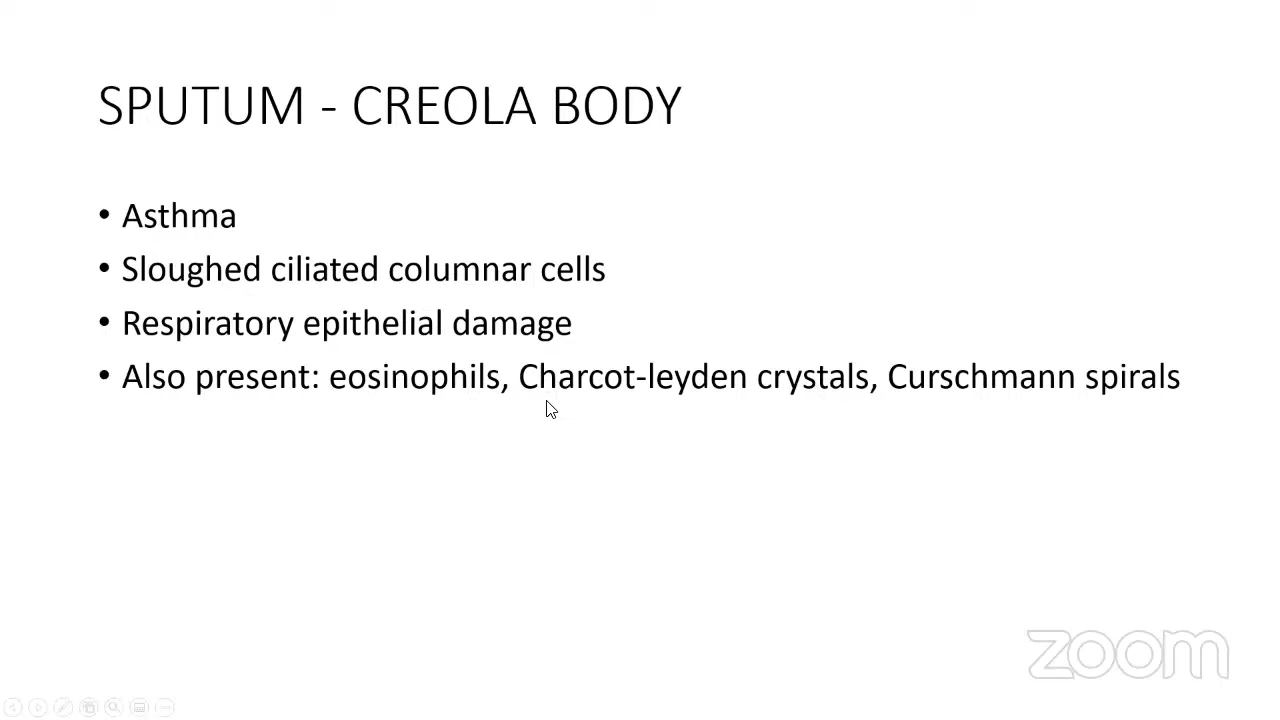 SPUTUM - CREOLA BODY
• Asthma
• Sloughed ciliated columnar cells
• Respiratory epithelial damage
• Also present: eosinophils, Charcot-leyden crystals, Curschmann spirals
zoom